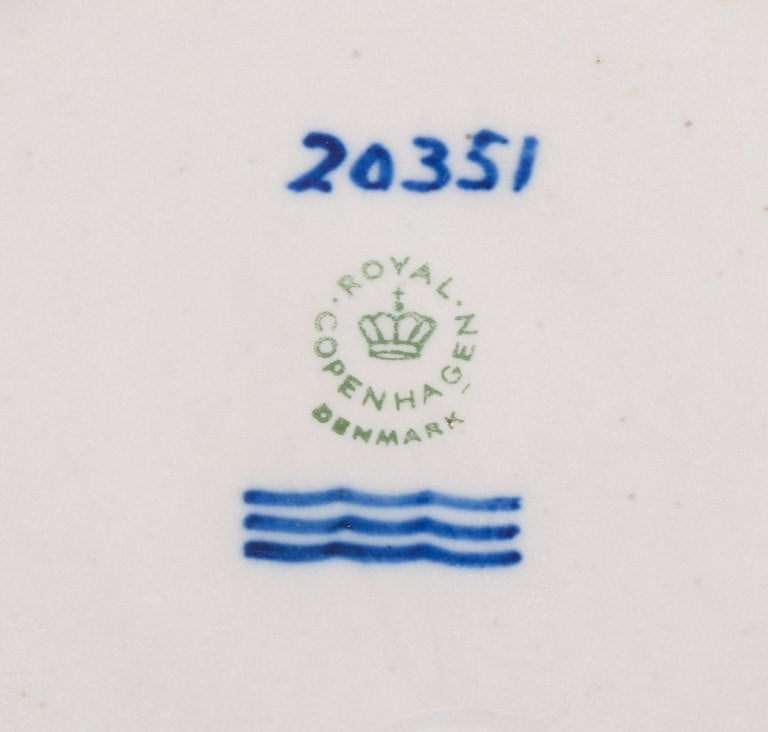 20351
ROYAL
COPENHAGEN
DENMARK